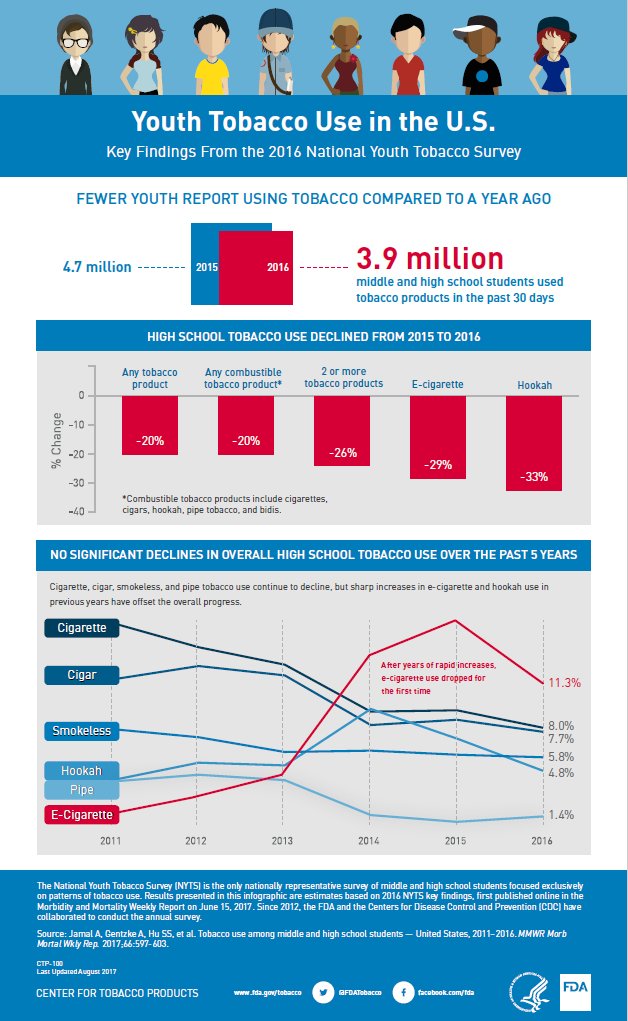 Youth Tobacco Use in the U.S.
Key Findings From the 2016 National Youth Tobacco Survey
FEWER YOUTH REPORT USING TOBACCO COMPARED TO A YEAR AGO
4.7 million
2015
2016
3.9 million
middle and high school students used
tobacco products in the past 30 days
HIGH SCHOOL TOBACCO USE DECLINED FROM 2015 TO 2016
% Change
0
-10
-20
-30
-40
Any tobacco
product
Any combustible
tobacco product*
2 or more
tobacco products
E-cigarette
Hookah
-20%
-20%
-26%
-29%
-33%
*Combustible tobacco products include cigarettes,
cigars, hookah, pipe tobacco, and bidis.
NO SIGNIFICANT DECLINES IN OVERALL HIGH SCHOOL TOBACCO USE OVER THE PAST 5 YEARS
Cigarette, cigar, smokeless, and pipe tobacco use continue to decline, but sharp increases in e-cigarette and hookah use in
previous years have offset the overall progress.
Cigarette
Cigar
Smokeless
Hookah
Pipe
E-Cigarette
After years of rapid increases,
e-cigarette use dropped for
the first time
11.3%
8.0%
7.7%
5.8%
4.8%
1.4%
2011
2012
2013
2014
2015
2016
The National Youth Tobacco Survey (NYTS) is the only nationally representative survey of middle and high school students focused exclusively
on patterns of tobacco use. Results presented in this infographic are estimates based on 2016 NYTS key findings, first published online in the
Morbidity and Mortality Weekly Report on June 15, 2017. Since 2012, the FDA and the Centers for Disease Control and Prevention (CDC) have
collaborated to conduct the annual survey.
Source: Jamal A, Gentzke A, Hu SS, et al. Tobacco use among middle and high school students — United States, 2011-2016. MMWR Morb
Mortal Wkly Rep. 2017;66:597-603.
CTP-100
Last Updated August 2017
CENTER FOR TOBACCO PRODUCTS
www.fda.gov/tobacco
@FDATobacco
facebook.com/fda
FDA